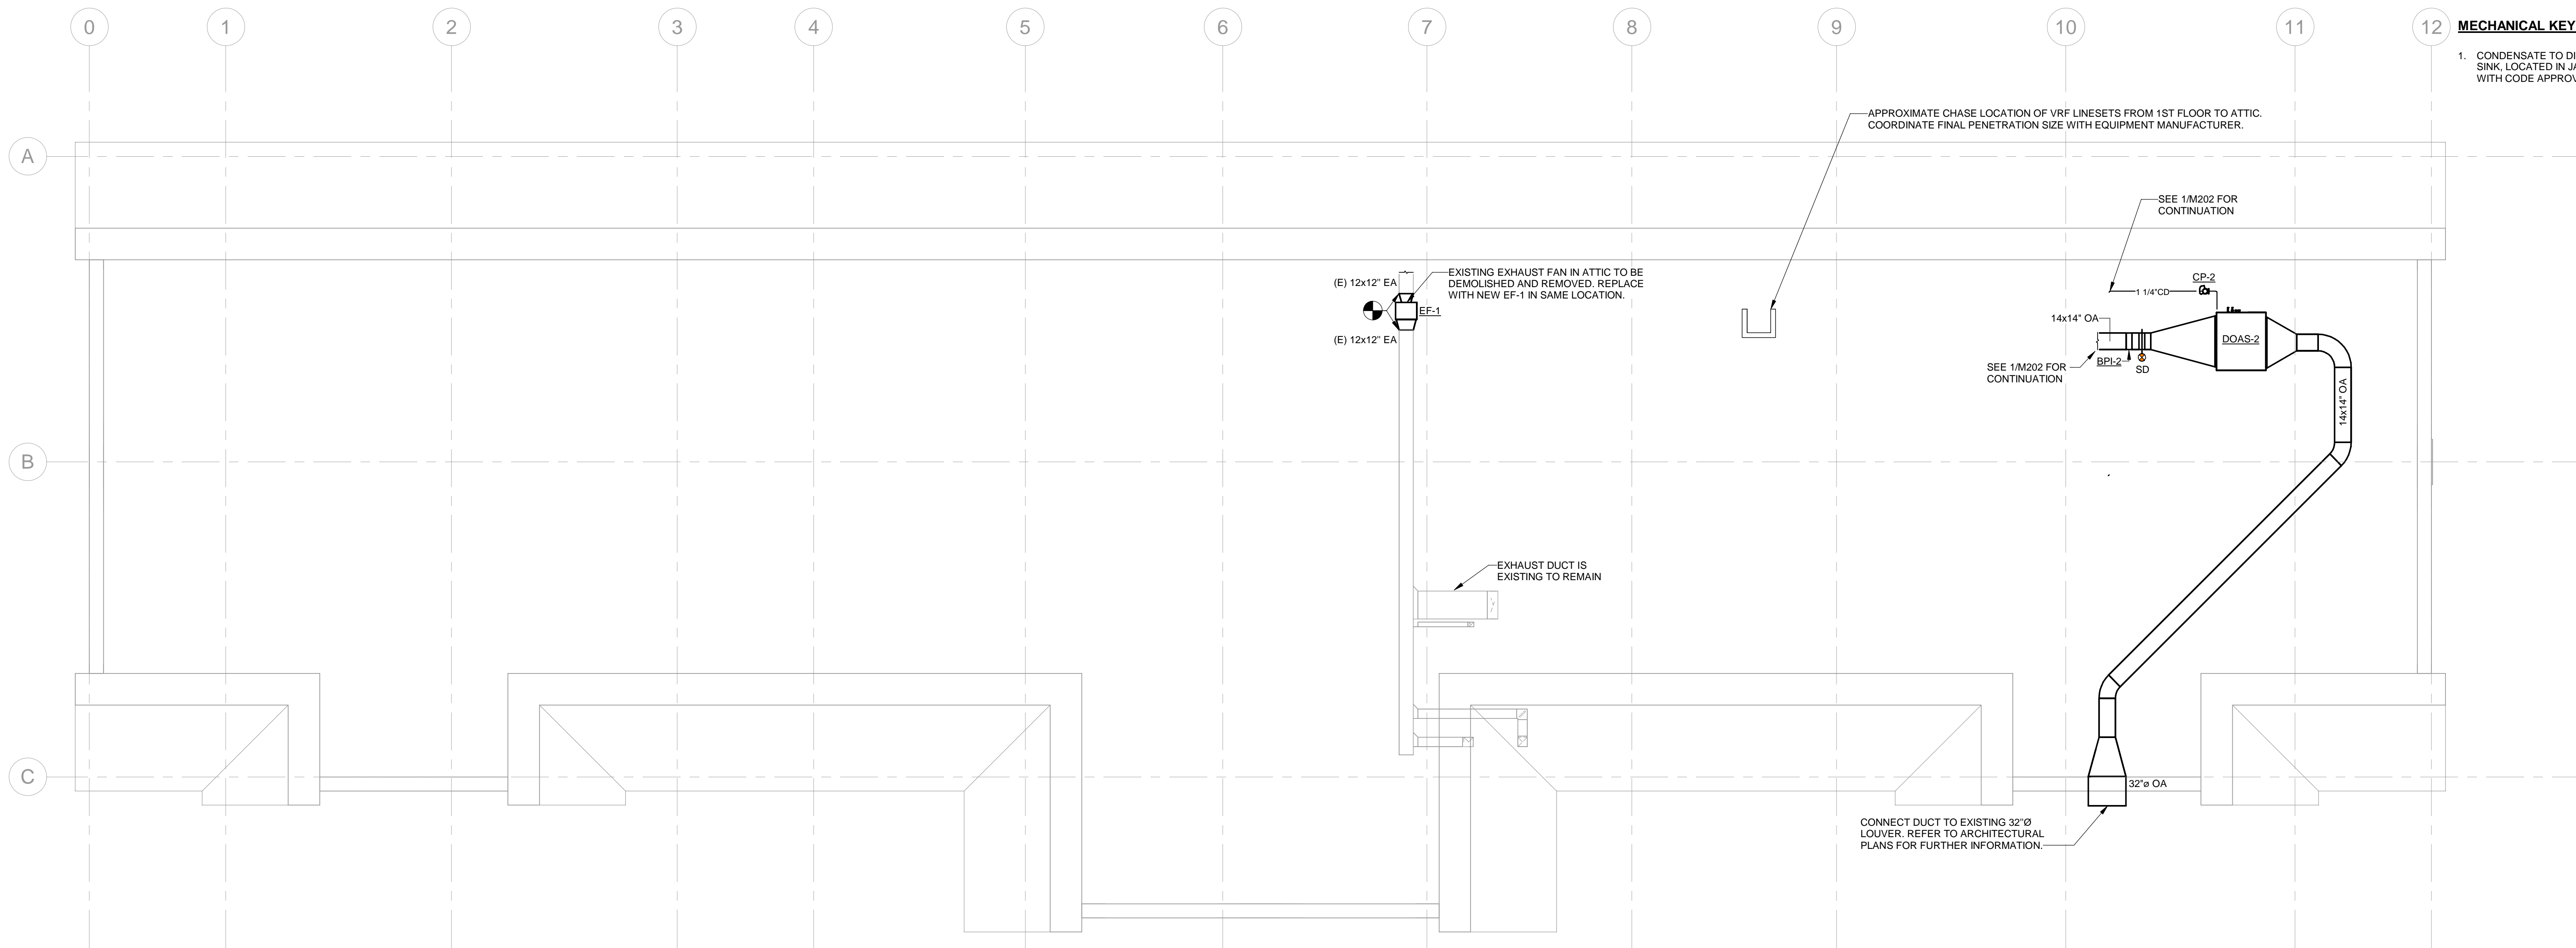 0
1
2
3
4
5
6
7
8
9
10
11
12
MECHANICAL KEY
1. CONDENSATE TO DI
SINK, LOCATED IN JA
WITH CODE APPROV
APPROXIMATE CHASE LOCATION OF VRF LINESETS FROM 1ST FLOOR TO ATTIC.
COORDINATE FINAL PENETRATION SIZE WITH EQUIPMENT MANUFACTURER.
A
SEE 1/M202 FOR
CONTINUATION
(E) 12x12" EA
EXISTING EXHAUST FAN IN ATTIC TO BE
DEMOLISHED AND REMOVED. REPLACE
WITH NEW EF-1 IN SAME LOCATION.
EF-1
(E) 12x12" EA
CP-2
1 1/4"CD
14x14" OA
DOAS-2
BPI-2
SD
SEE 1/M202 FOR
CONTINUATION
14x14" OA
B
EXHAUST DUCT IS
EXISTING TO REMAIN
C
32"ø OA
CONNECT DUCT TO EXISTING 32"Ø
LOUVER. REFER TO ARCHITECTURAL
PLANS FOR FURTHER INFORMATION.